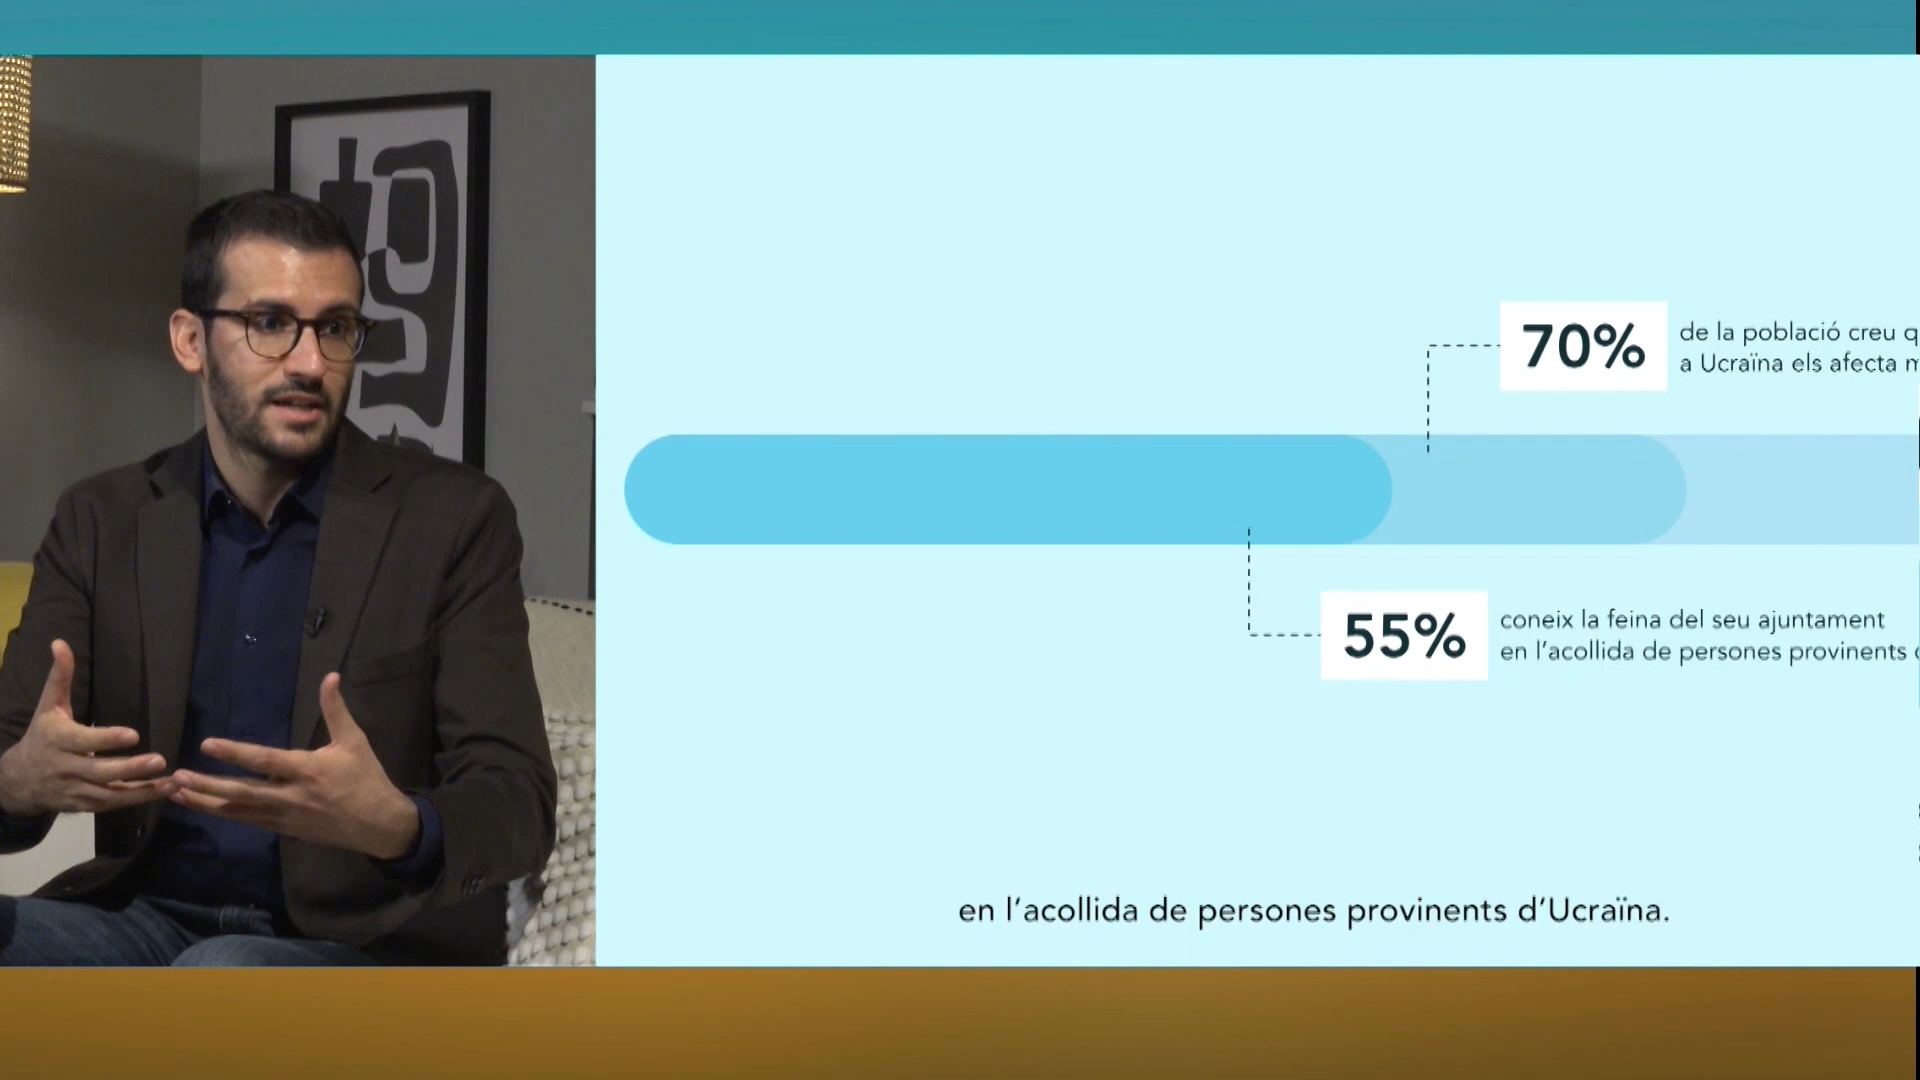 70%
de la població creu q
a Ucraïna els afecta m
55%
coneix la feina del seu ajuntament
en l'acollida de persones provinents
en l'acollida de persones provinents d'Ucraïna.